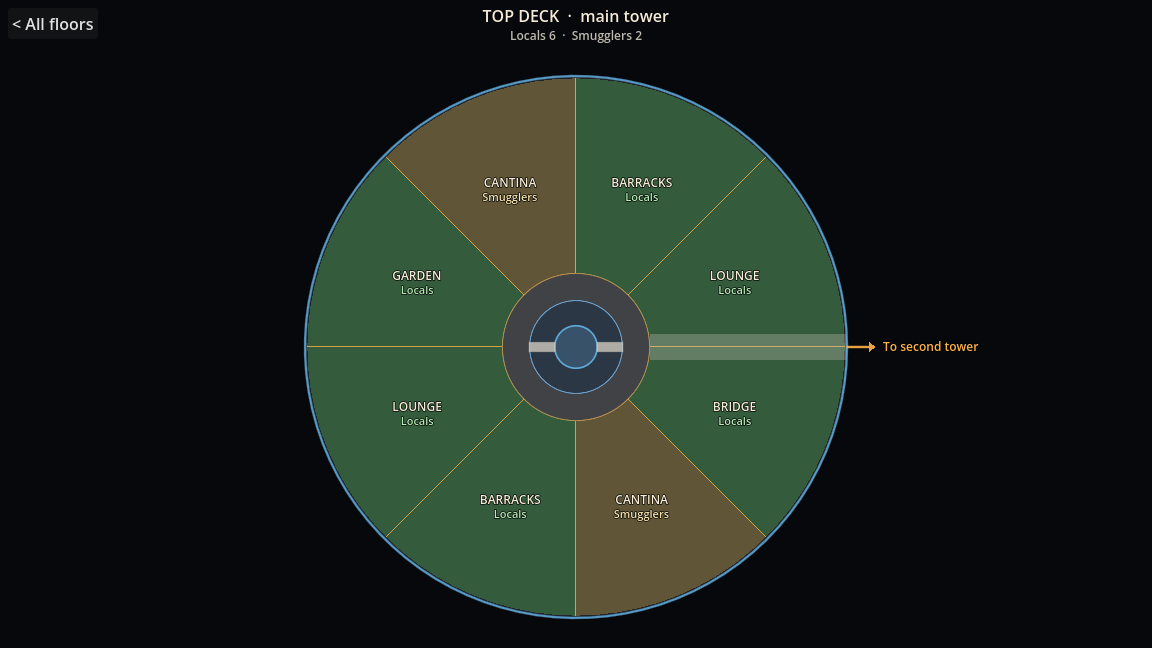 < All floors
TOP DECK · main tower
Locals 6 · Smugglers 2
CANTINA
Smugglers
BARRACKS
Locals
GARDEN
Locals
LOUNGE
Locals
To second tower
LOUNGE
Locals
BRIDGE
Locals
BARRACKS
Locals
CANTINA
Smugglers